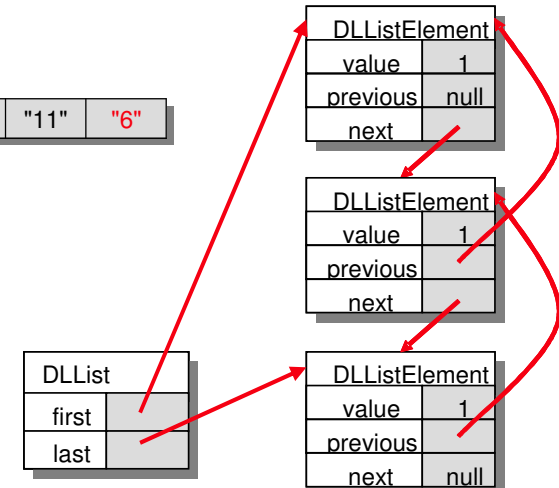 "11" "6"
DLLList
first
last
DLListElement
value 1
previous null
next
DLListElement
value 1
previous
next
DLListElement
value 1
previous
next null